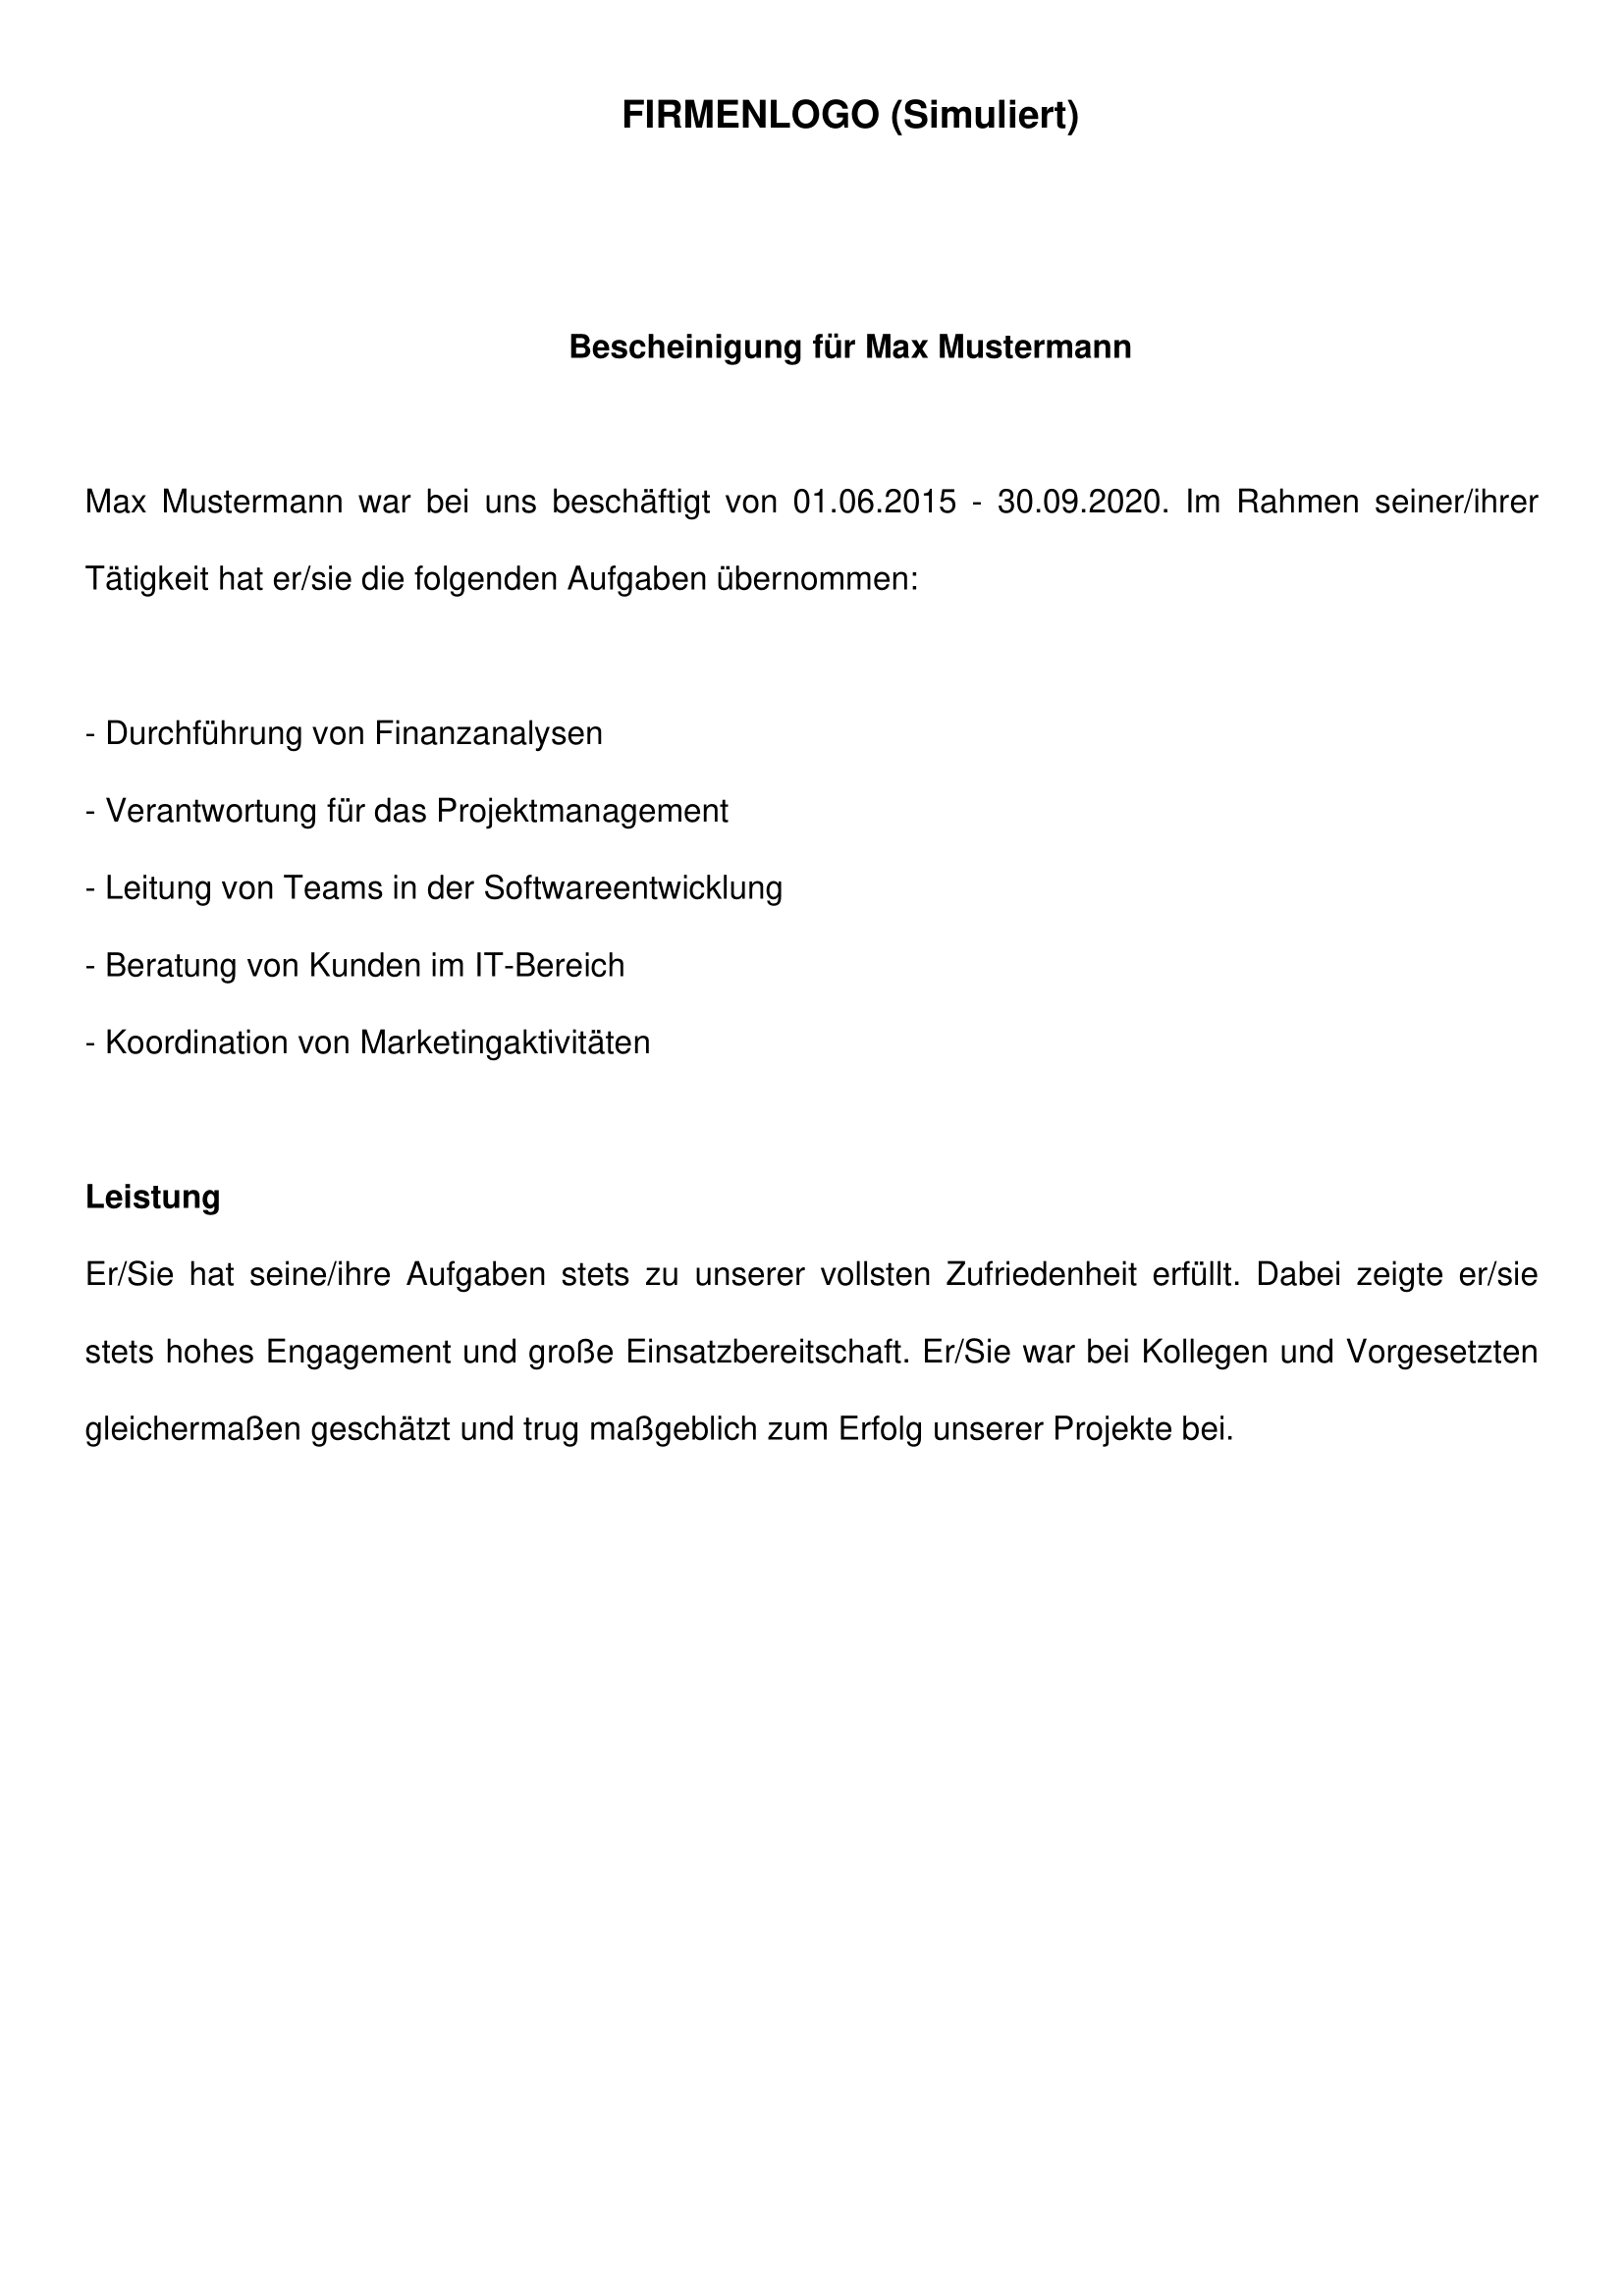 FIRMENLOGO (Simuliert)
Bescheinigung für Max Mustermann
Max Mustermann war bei uns beschäftigt von 01.06.2015 - 30.09.2020. Im Rahmen seiner/ihrer
Tätigkeit hat er/sie die folgenden Aufgaben übernommen:
- Durchführung von Finanzanalysen
- Verantwortung für das Projektmanagement
- Leitung von Teams in der Softwareentwicklung
- Beratung von Kunden im IT-Bereich
- Koordination von Marketingaktivitäten
Leistung
Er/Sie hat seine/ihre Aufgaben stets zu unserer vollsten Zufriedenheit erfüllt. Dabei zeigte er/sie
stets hohes Engagement und große Einsatzbereitschaft. Er/Sie war bei Kollegen und Vorgesetzten
gleichermaßen geschätzt und trug maßgeblich zum Erfolg unserer Projekte bei.